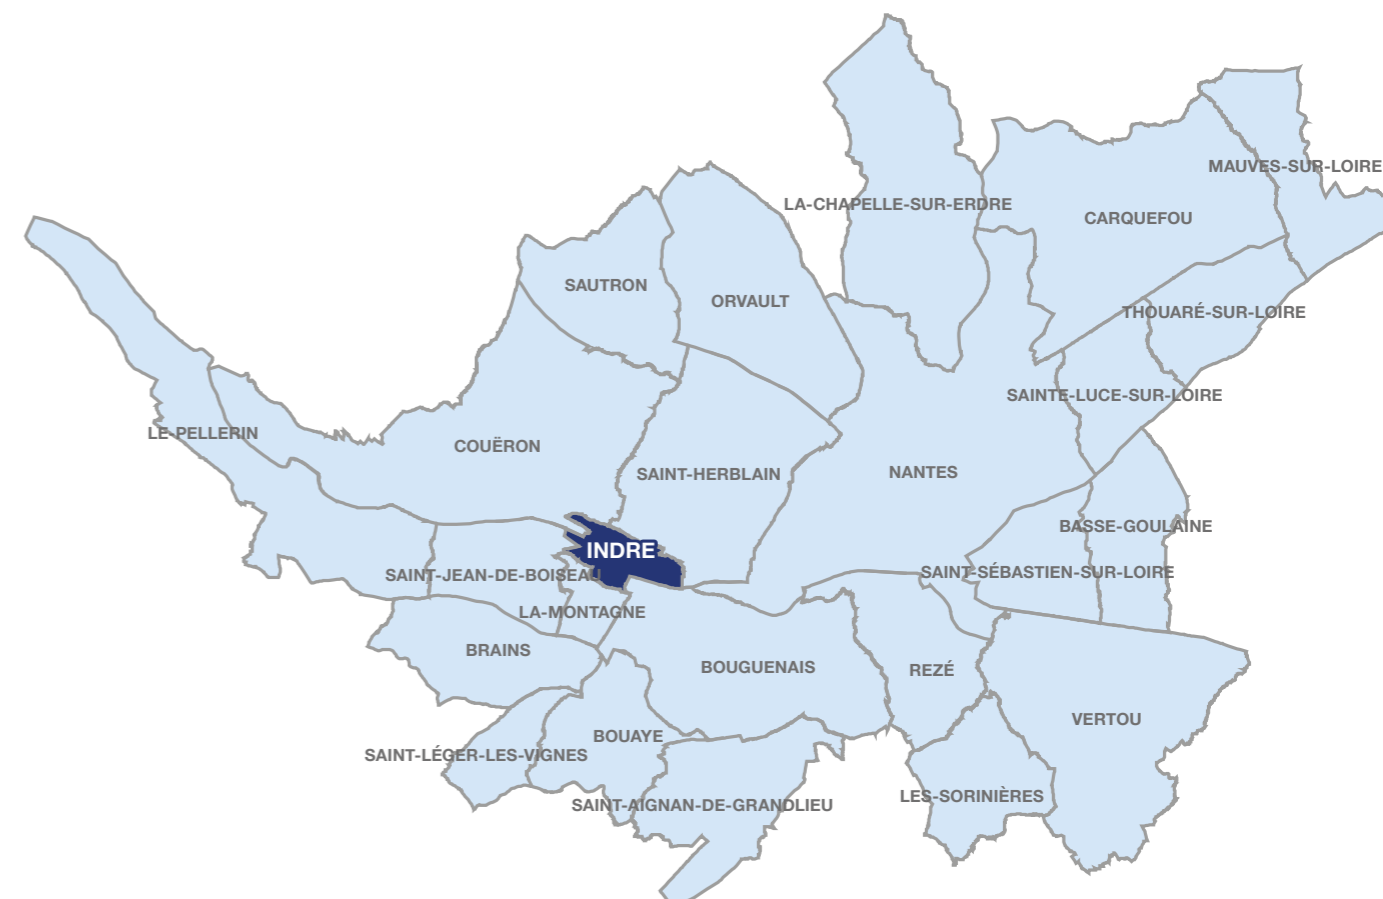 MAUVES-SUR-LOIRE
LA-CHAPELLE-SUR-ERDRE
CARQUEFOU
SAUTRON
ORVAULT
THOUARÉ-SUR-LOIRE
SAINTE-LUCE-SUR-LOIRE
LE-PELLERIN
COUËRON
SAINT-HERBLAIN
NANTES
BASSE-GOULAINE
INDRE
SAINT-JEAN-DE-BOISEAU
SAINT-SÉBASTIEN-SUR-LOIRE
LA-MONTAGNE
BRAINS
BOUGUENAIS
REZÉ
VERTOU
BOUAYE
SAINT-LÉGER-LES-VIGNES
LES-SORINIÈRES
SAINT-AIGNAN-DE-GRANDLIEU